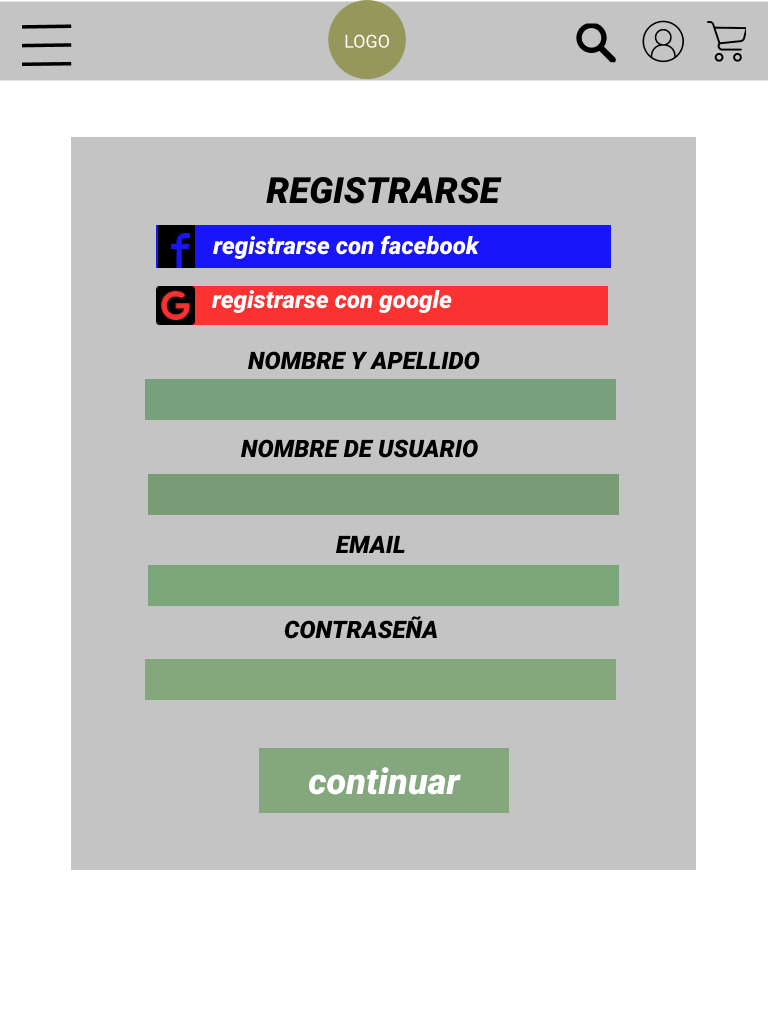 LOGO
REGISTRARSE
registrarse con facebook
registrarse con google
NOMBRE Y APELLIDO
NOMBRE DE USUARIO
EMAIL
CONTRASEÑA
continuar